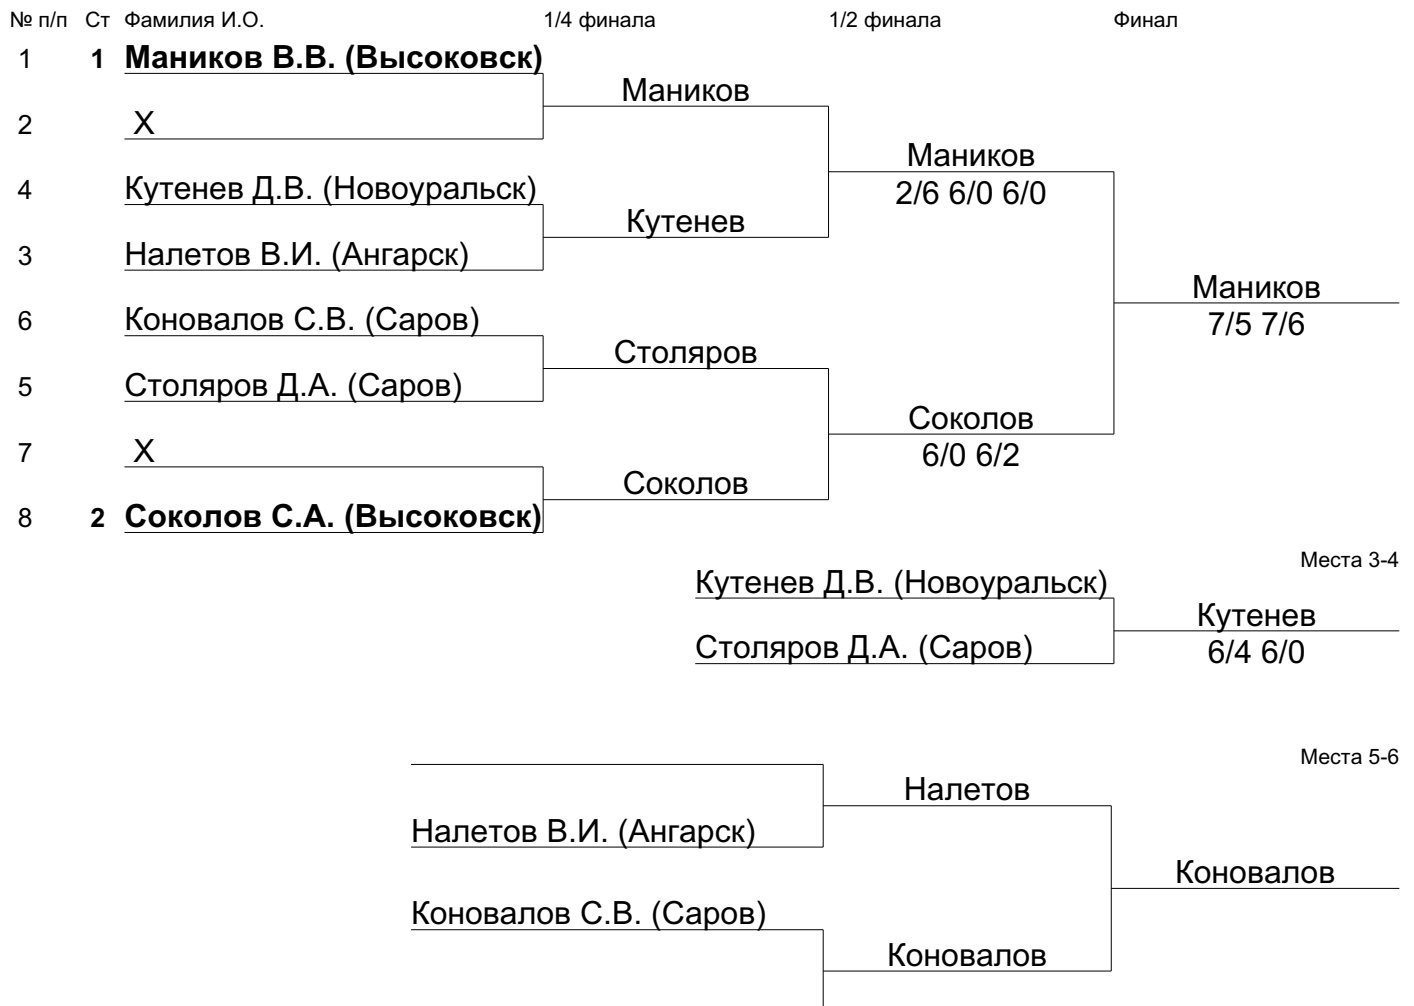 № п/п Ст Фамилия И.О. 1/4 финала 1/2 финала Финал
1 1 Маников В.В. (Высоковск)
Маников
2 X
Маников
4 Кутенев Д.В. (Новоуральск) 2/6 6/0 6/0
Кутенев
3 Налетов В.И. (Ангарск)
Маников
6 Коновалов С.В. (Саров) 7/5 7/6
Столяров
5 Столяров Д.А. (Саров)
Соколов
7 X 6/0 6/2
Соколов
8 2 Соколов С.А. (Высоковск)
Места 3-4
Кутенев Д.В. (Новоуральск)
Кутенев
Столяров Д.А. (Саров) 6/4 6/0
Места 5-6
Налетов
Налетов В.И. (Ангарск)
Коновалов
Коновалов С.В. (Саров)
Коновалов